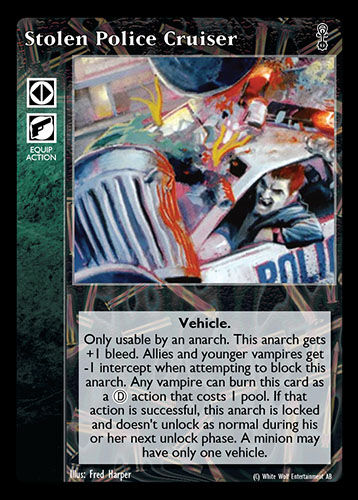 Stolen Police Cruiser
EQUIP
ACTION
POLI
Vehicle.
Only usable by an anarch. This anarch gets
+1 bleed. Allies and younger vampires get
-1 intercept when attempting to block this
anarch. Any vampire can burn this card as
a Ⓓ action that costs 1 pool. If that
action is successful, this anarch is locked
and doesn't unlock as normal during his
or her next unlock phase. A minion may
have only one vehicle.
Illus: Fred Harper
(C) White Wolf Entertainment AB